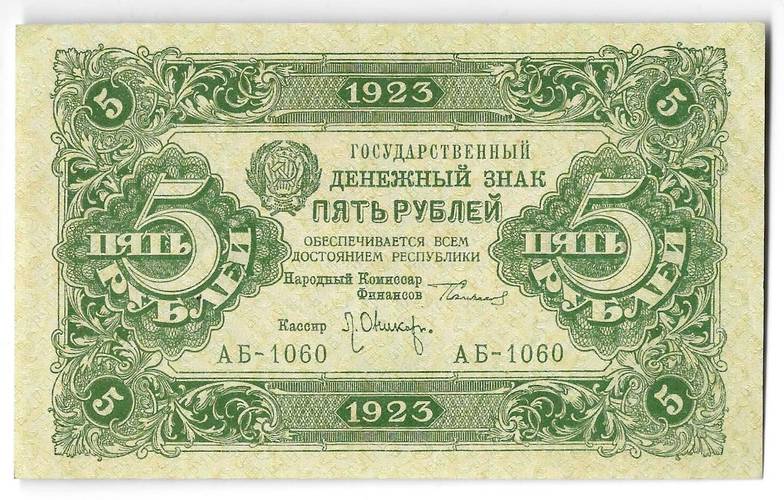 5
1923
5
ГОСУДАРСТВЕННЫЙ
ДЕНЕЖНЫЙ ЗНАК
ПЯТЬ РУБЛЕЙ
5
ПЯТЬ
РУБЛЕЙ
5
ПЯТЬ
РУБЛЕЙ
ОБЕСПЕЧИВАЕТСЯ ВСЕМ
ДОСТОЯНИЕМ РЕСПУБЛИКИ
Народный Комиссар
Финансов
Кассир
АБ-1060
АБ-1060
5
1923
5